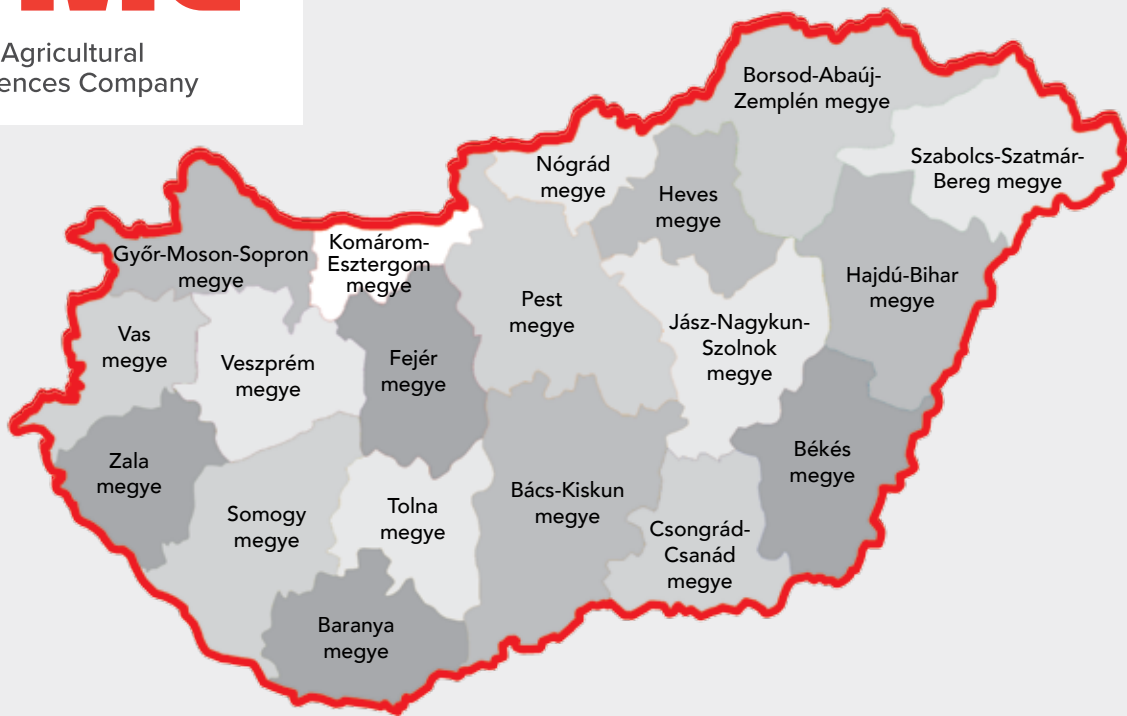 Agricultural
Company
Borsod-Abaúj-
Zemplén megye
Nógrád
megye
Szabolcs-Szatmár-
Bereg megye
Heves
megye
Győr-Moson-Sopron
megye
Komárom-
Esztergom
megye
Pest
megye
Hajdú-Bihar
megye
Vas
megye
Veszprém
megye
Fejér
megye
Jász-Nagykun-
Szolnok
megye
Zala
megye
Somogy
megye
Tolna
megye
Bács-Kiskun
megye
Békés
megye
Csongrád-
Csanád
megye
Baranya
megye